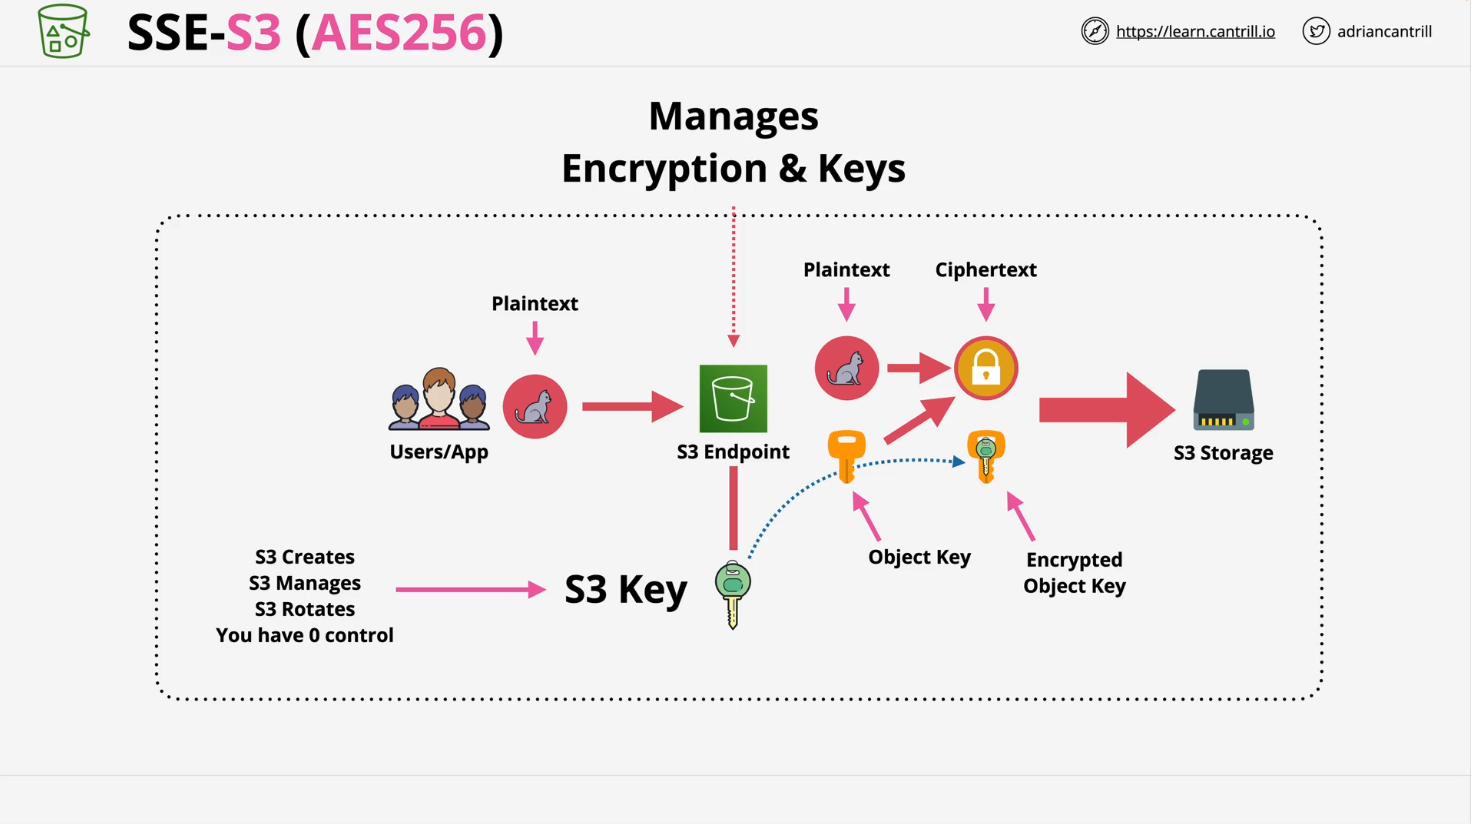 SSE-S3 (AES256)
https://learn.cantrill.io
adriancantrill
Manages
Encryption & Keys
Plaintext
Ciphertext
Plaintext
Users/App
S3 Endpoint
S3 Storage
Object Key
Encrypted
Object Key
S3 Creates
S3 Manages
S3 Rotates
You have 0 control
S3 Key